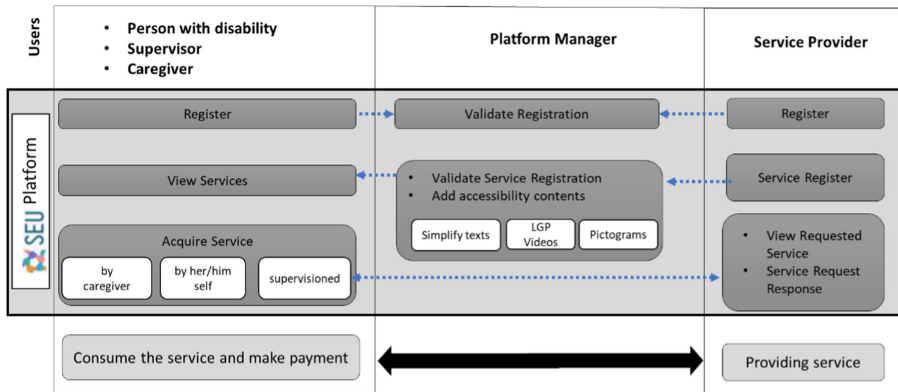 Users
• Person with disability
• Supervisor
• Caregiver
Platform Manager
Service Provider
SEU Platform
Register
Validate Registration
Register
View Services
• Validate Service Registration
• Add accessibility contents
Simplify texts
LGP
Videos
Pictograms
Service Register
Acquire Service
by
caregiver
by her/him
self
supervisioned
• View Requested
Service
• Service Request
Response
Consume the service and make payment
Providing service